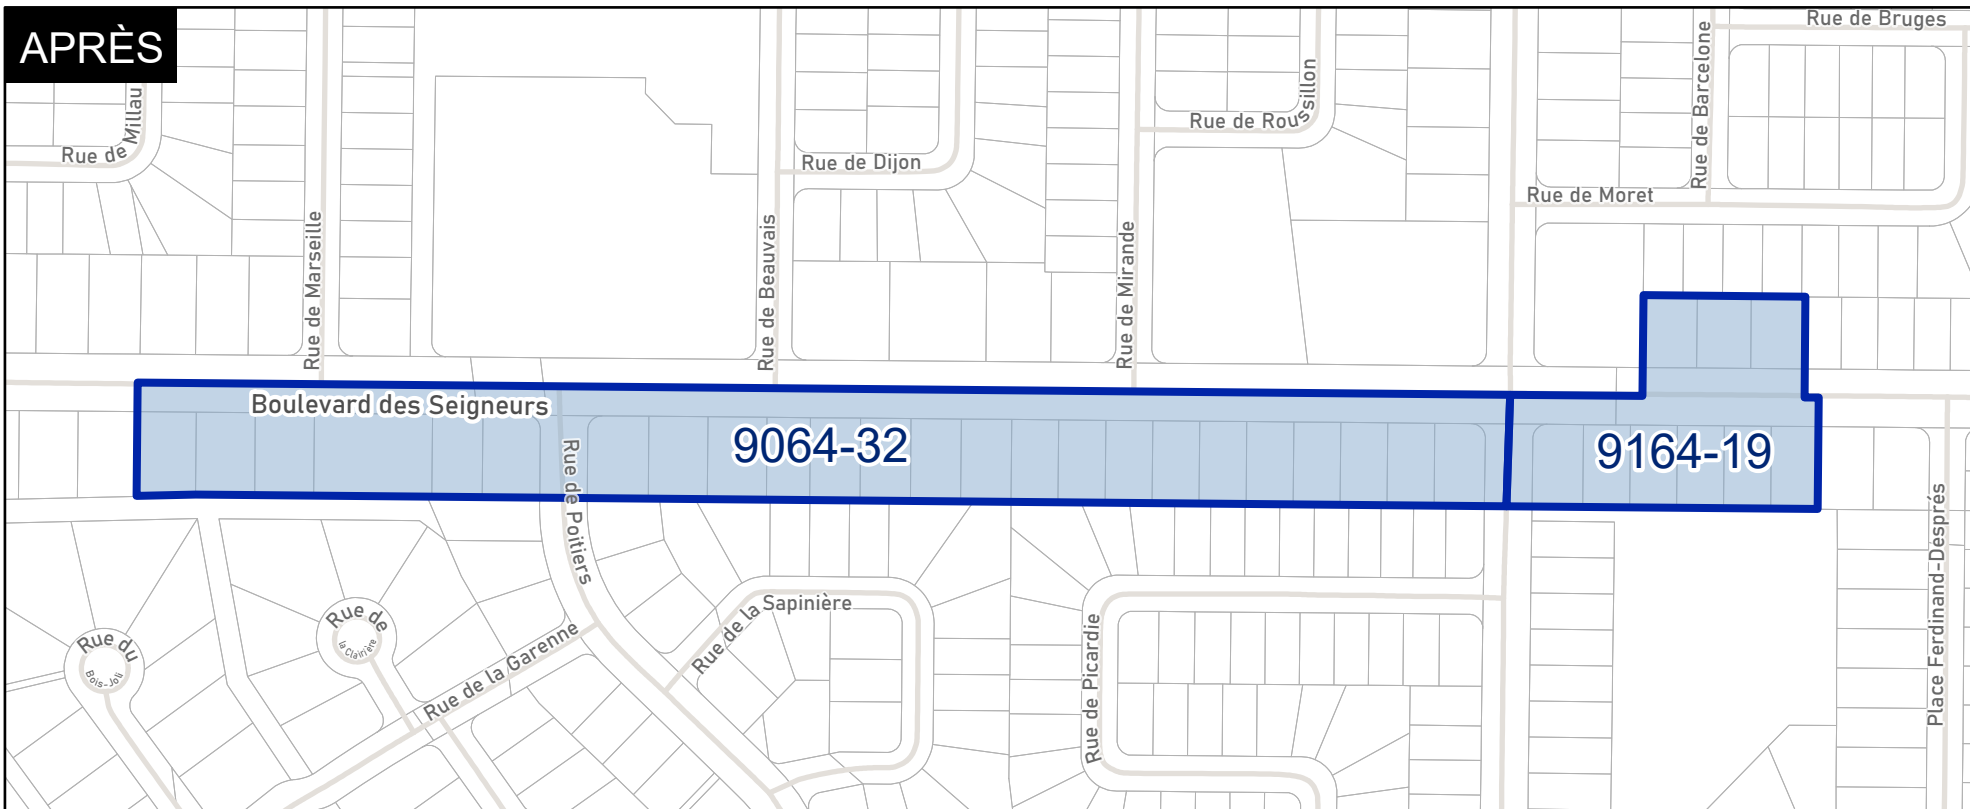 APRÈS
Rue de Bruges
Rue de Barcelone
Rue de Millau
Rue de Roussillon
Rue de Dijon
Rue de Moret
Rue de Marseille
Rue de Beauvais
Rue de Mirande
Boulevard des Seigneurs
9064-32
9164-19
Rue de Poitiers
Place Ferdinand-Després
Rue de la Sapinière
Rue de la Clairière
Rue du Bois-Joli
Rue de la Garenne
Rue de Picardie